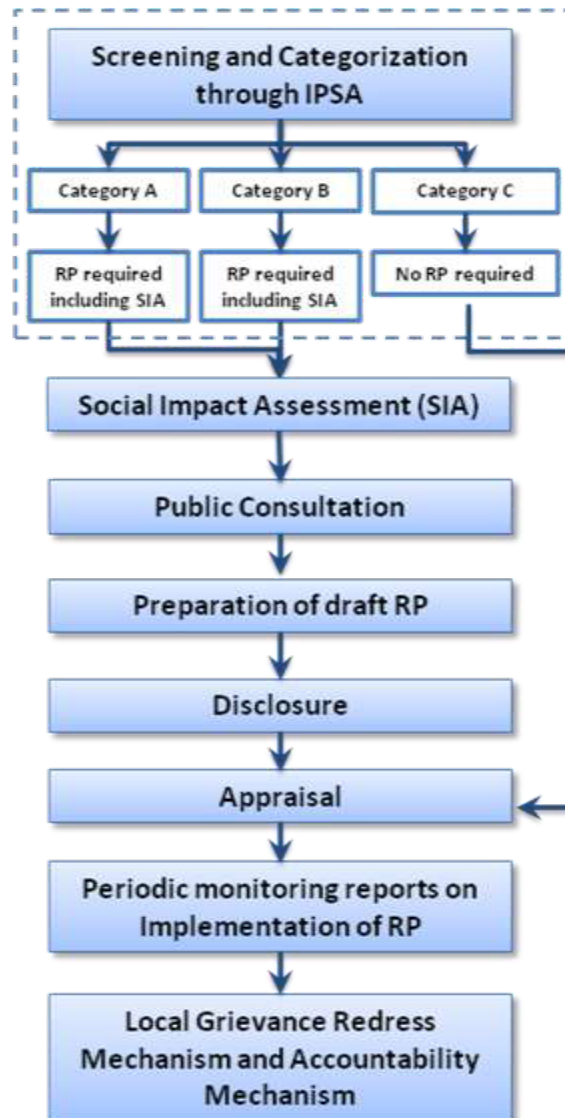 Screening and Categorization
through IPSA
Category A
Category B
Category C
RP required
including SIA
RP required
including SIA
No RP required
Social Impact Assessment (SIA)
Public Consultation
Preparation of draft RP
Disclosure
Appraisal
Periodic monitoring reports on
Implementation of RP
Local Grievance Redress
Mechanism and Accountability
Mechanism